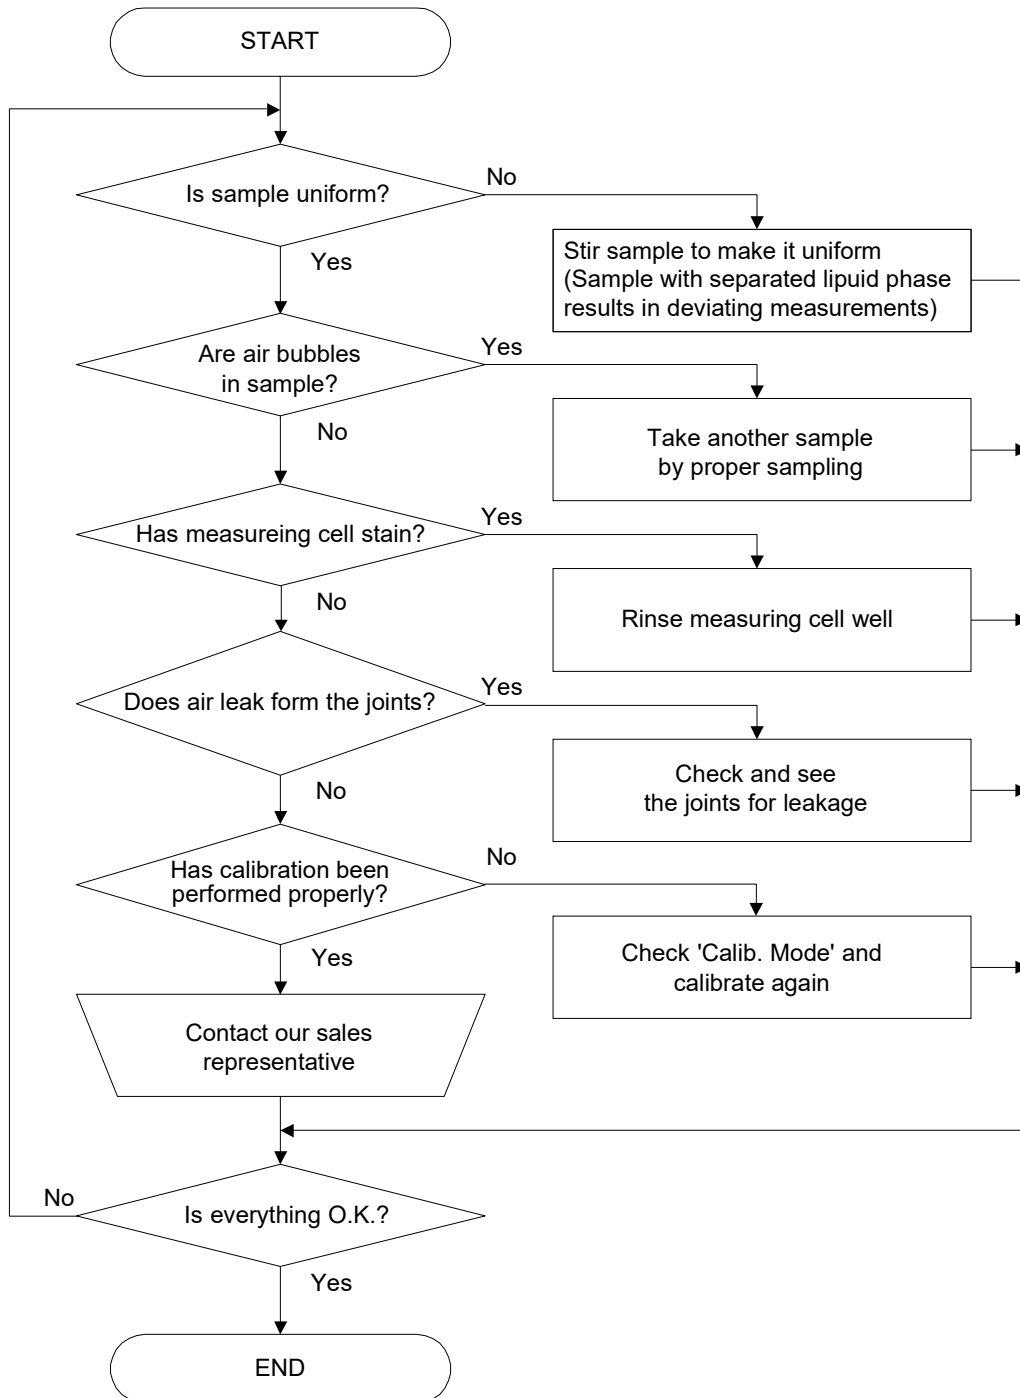 START
Is sample uniform?
No
Yes
Stir sample to make it uniform
(Sample with separated lipuid phase
results in deviating measurements)
Are air bubbles
in sample?
Yes
No
Take another sample
by proper sampling
Has measureing cell stain?
Yes
No
Rinse measuring cell well
Does air leak form the joints?
Yes
No
Check and see
the joints for leakage
Has calibration been
performed properly?
No
Yes
Check 'Calib. Mode' and
calibrate again
Contact our sales
representative
No
Is everything O.K.?
Yes
END